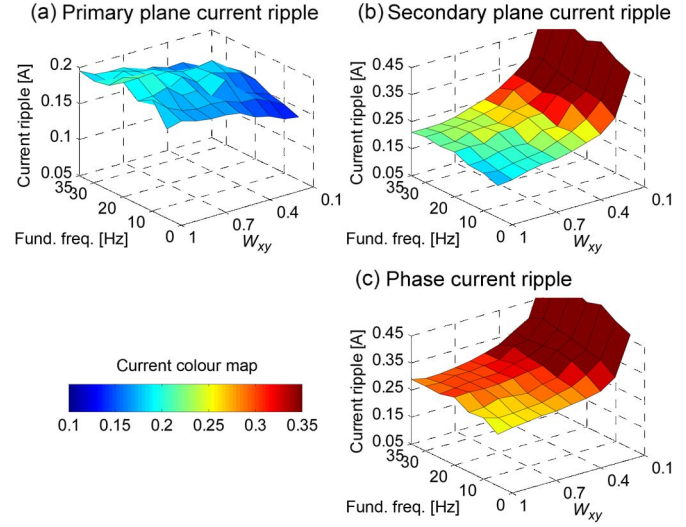 (a) Primary plane current ripple
Current ripple [A]
0.2
0.15
0.1
0.05
35
30
20
10
0
Fund. freq. [Hz]
1
0.7
0.4
0.1
Wxy
(b) Secondary plane current ripple
Current ripple [A]
0.45
0.35
0.25
0.15
0.05
35
30
20
10
0
Fund. freq. [Hz]
1
0.7
0.4
0.1
Wxy
Current colour map
0.1 0.15 0.2 0.25 0.3 0.35
(c) Phase current ripple
Current ripple [A]
0.45
0.35
0.25
0.15
0.05
35
30
20
10
0
Fund. freq. [Hz]
1
0.7
0.4
0.1
Wxy